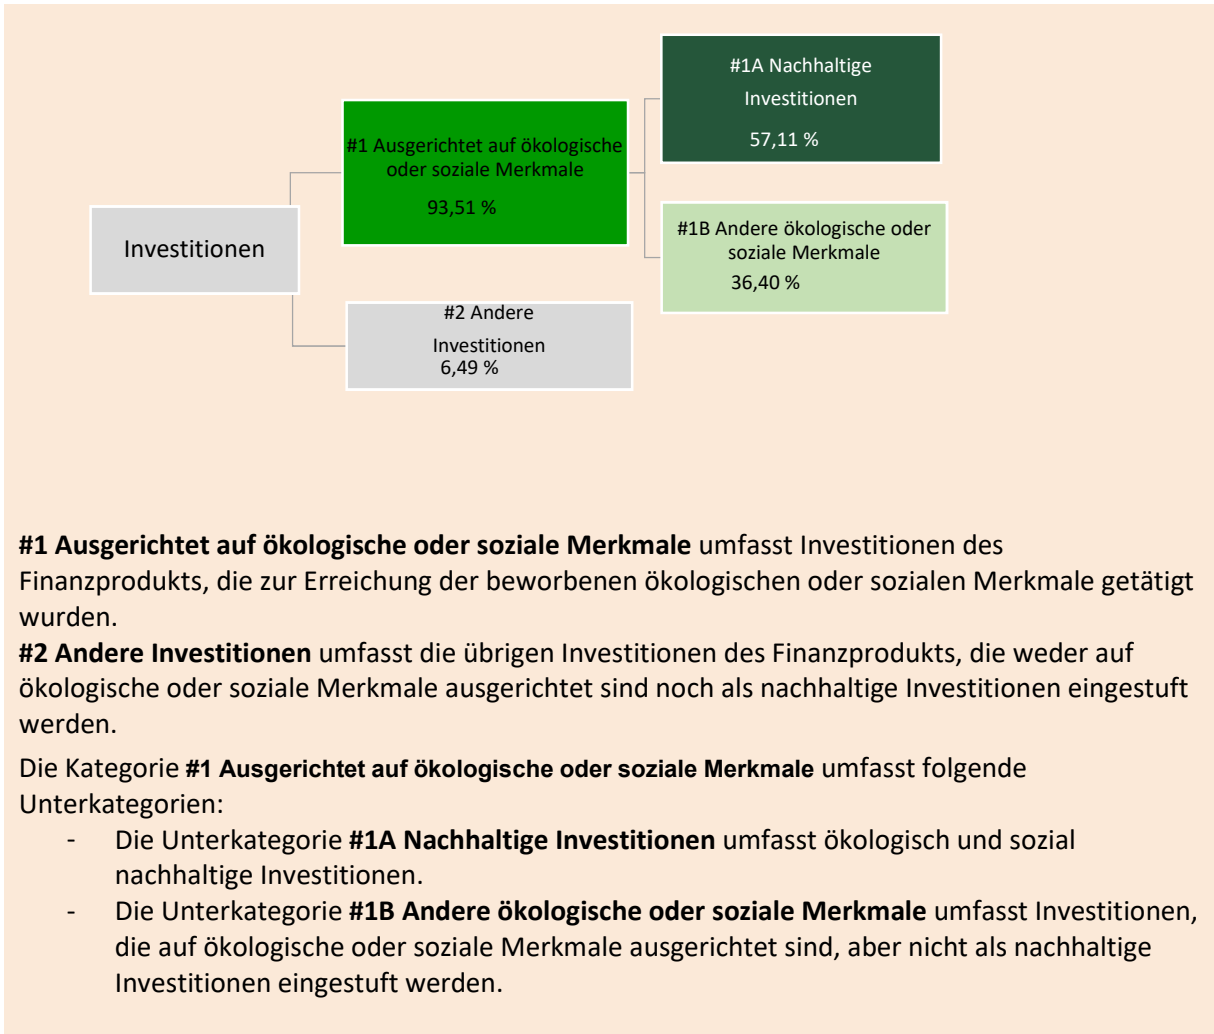 #1A Nachhaltige
Investitionen
57,11 %
#1 Ausgerichtet auf ökologische
oder soziale Merkmale
93,51 %
#1B Andere ökologische oder
soziale Merkmale
36,40 %
Investitionen
#2 Andere
Investitionen
6,49 %
#1 Ausgerichtet auf ökologische oder soziale Merkmale umfasst Investitionen des
Finanzprodukts, die zur Erreichung der beworbenen ökologischen oder sozialen Merkmale getätigt
wurden.
#2 Andere Investitionen umfasst die übrigen Investitionen des Finanzprodukts, die weder auf
ökologische oder soziale Merkmale ausgerichtet sind noch als nachhaltige Investitionen eingestuft
werden.
Die Kategorie #1 Ausgerichtet auf ökologische oder soziale Merkmale umfasst folgende
Unterkategorien:
- Die Unterkategorie #1A Nachhaltige Investitionen umfasst ökologisch und sozial
nachhaltige Investitionen.
- Die Unterkategorie #1B Andere ökologische oder soziale Merkmale umfasst Investitionen,
die auf ökologische oder soziale Merkmale ausgerichtet sind, aber nicht als nachhaltige
Investitionen eingestuft werden.